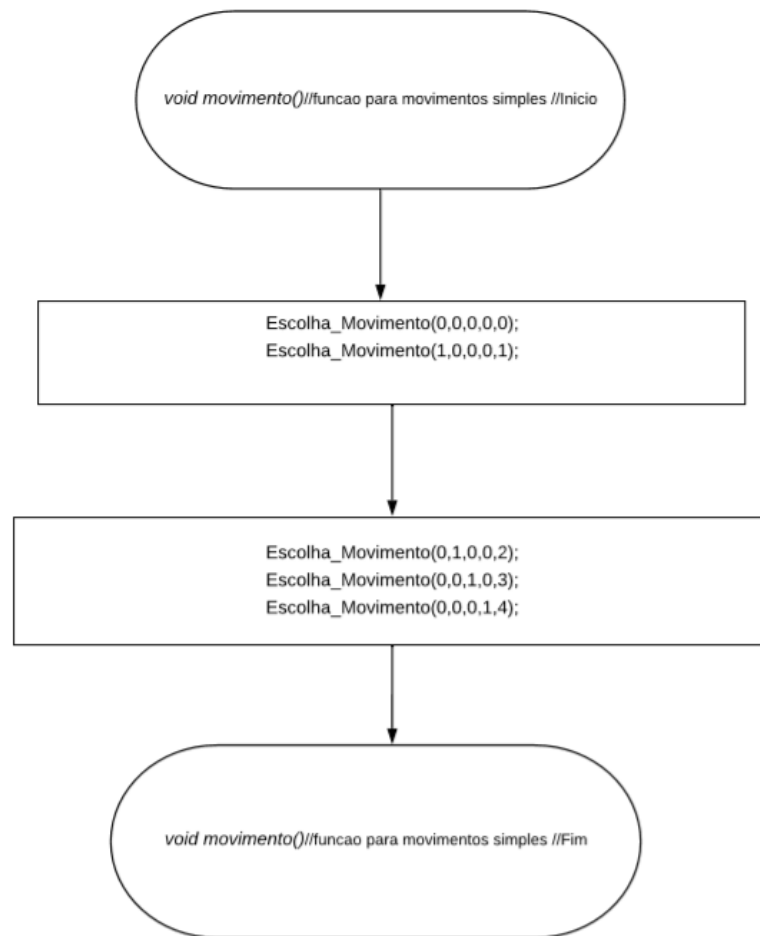 void movimento()//funcao para movimentos simples //Inicio
Escolha_Movimento(0,0,0,0,0);
Escolha_Movimento(1,0,0,0,1);
Escolha_Movimento(0,1,0,0,2);
Escolha_Movimento(0,0,1,0,3);
Escolha_Movimento(0,0,0,1,4);
void movimento()//funcao para movimentos simples //Fim